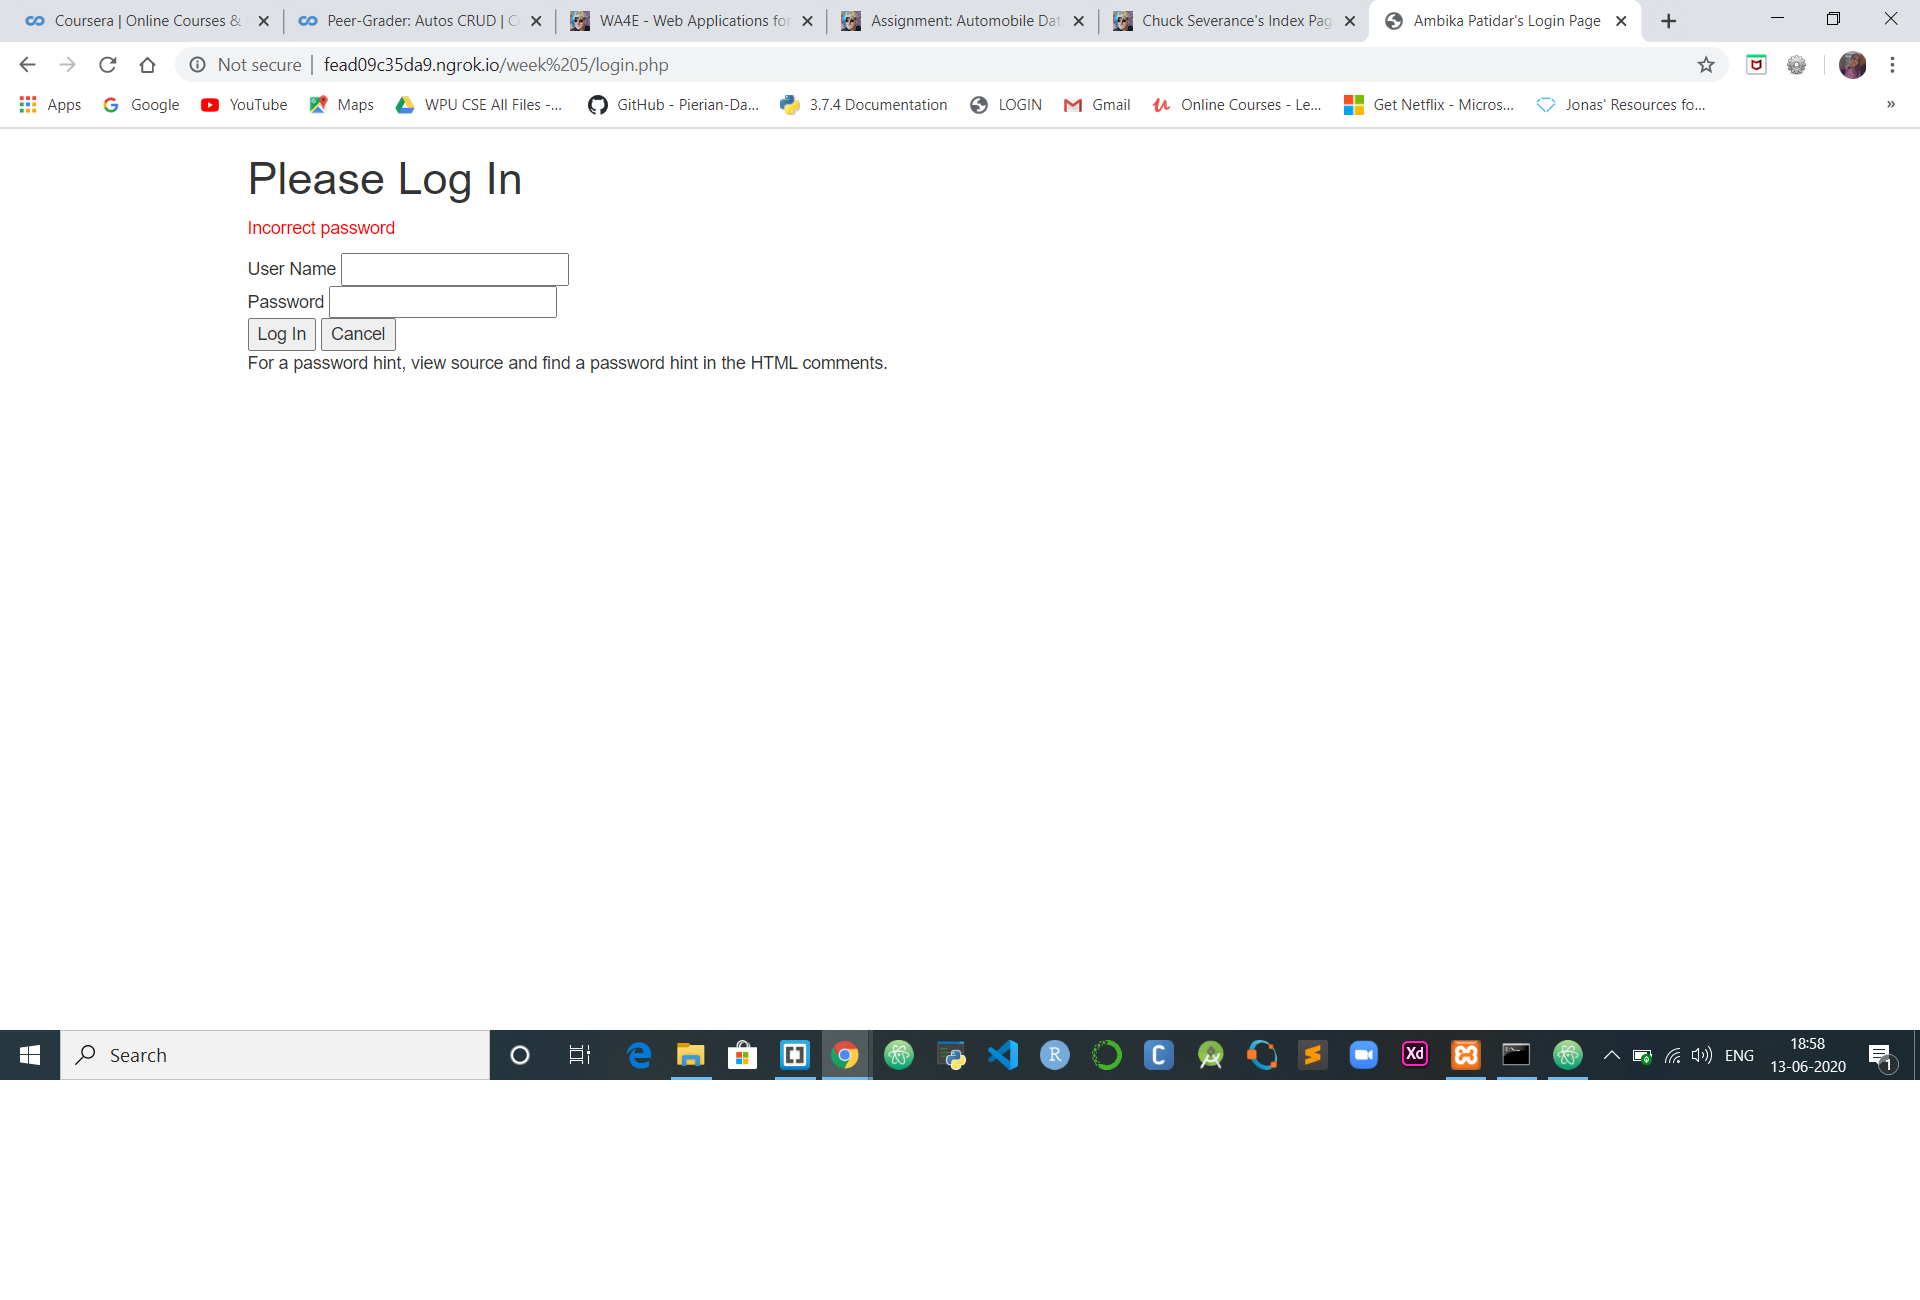 Coursera | Online Courses &
Peer-Grader: Autos CRUD |
WA4E - Web Applications for
Assignment: Automobile Dat
Chuck Severance's Index Pag
Ambika Patidar's Login Page
Not secure | fead09c35da9.ngrok.io/week%205/login.php
Apps
Google
YouTube
Maps
WPU CSE All Files -...
GitHub - Pierian-Da...
3.7.4 Documentation
LOGIN
Gmail
Online Courses - Le...
Get Netflix - Micros...
Jonas' Resources fo...
»
Please Log In
Incorrect password
User Name
Password
Log In Cancel
For a password hint, view source and find a password hint in the HTML comments.
Search
R
C
Xd
ENG
18:58
13-06-2020
1